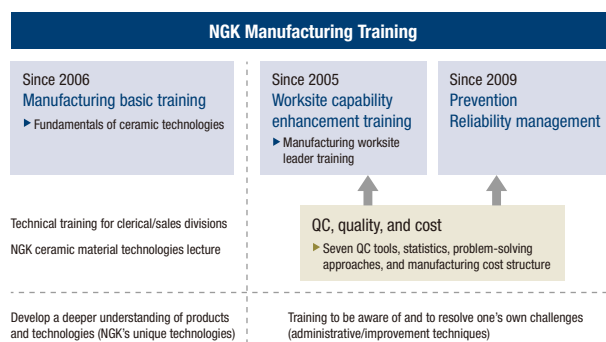 NGK Manufacturing Training
Since 2006
Manufacturing basic training
▶ Fundamentals of ceramic technologies
Since 2005
Worksite capability
enhancement training
▶ Manufacturing worksite
leader training
Since 2009
Prevention
Reliability management
Technical training for clerical/sales divisions
NGK ceramic material technologies lecture
QC, quality, and cost
▶ Seven QC tools, statistics, problem-solving
approaches, and manufacturing cost structure
Develop a deeper understanding of products
and technologies (NGK's unique technologies)
Training to be aware of and to resolve one's own challenges
(administrative/improvement techniques)